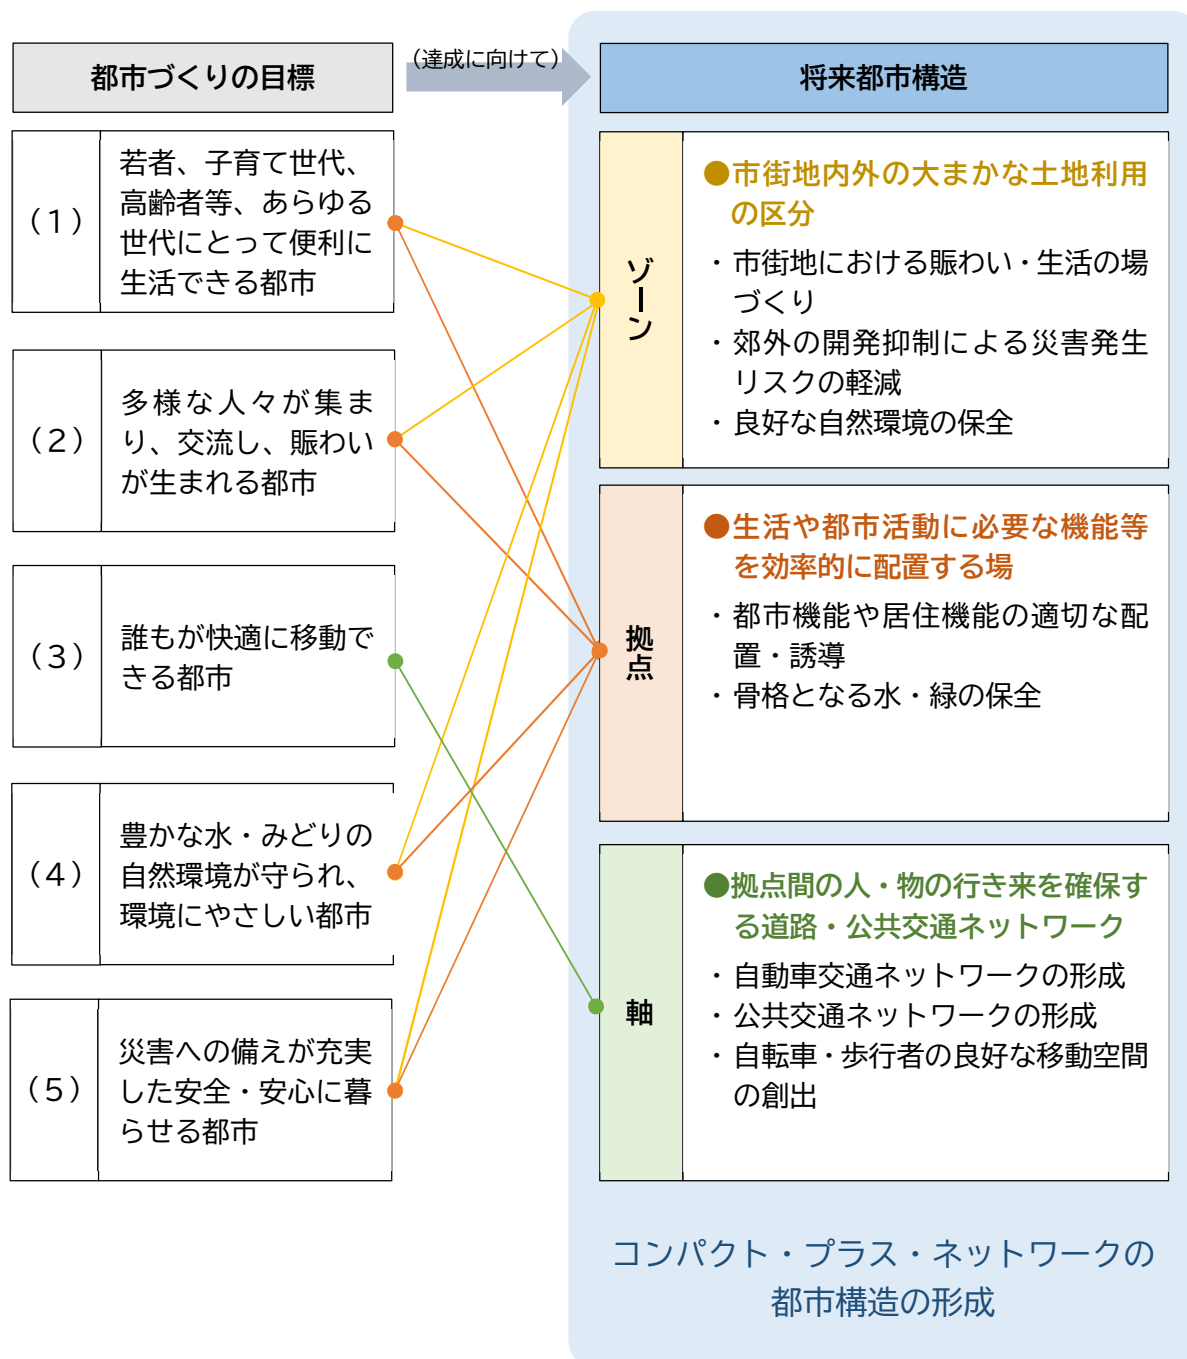 都市づくりの目標
（達成に向けて）
将来都市構造
（１）
若者、子育て世代、
高齢者等、あらゆる
世代にとって便利に
生活できる都市
（２）
多様な人々が集ま
り、交流し、賑わい
が生まれる都市
（３）
誰もが快適に移動で
きる都市
（４）
豊かな水・みどりの
自然環境が守られ、
環境にやさしい都市
（５）
災害への備えが充実
した安全・安心に暮
らせる都市
ゾーン
●市街地内外の大まかな土地利用
の区分
・市街地における賑わい・生活の場
づくり
・郊外の開発抑制による災害発生
リスクの軽減
・良好な自然環境の保全
拠点
●生活や都市活動に必要な機能等
を効率的に配置する場
・都市機能や居住機能の適切な配
置・誘導
・骨格となる水・緑の保全
軸
●拠点間の人・物の行き来を確保す
る道路・公共交通ネットワーク
・自動車交通ネットワークの形成
・公共交通ネットワークの形成
・自転車・歩行者の良好な移動空間
の創出
コンパクト・プラス・ネットワークの
都市構造の形成